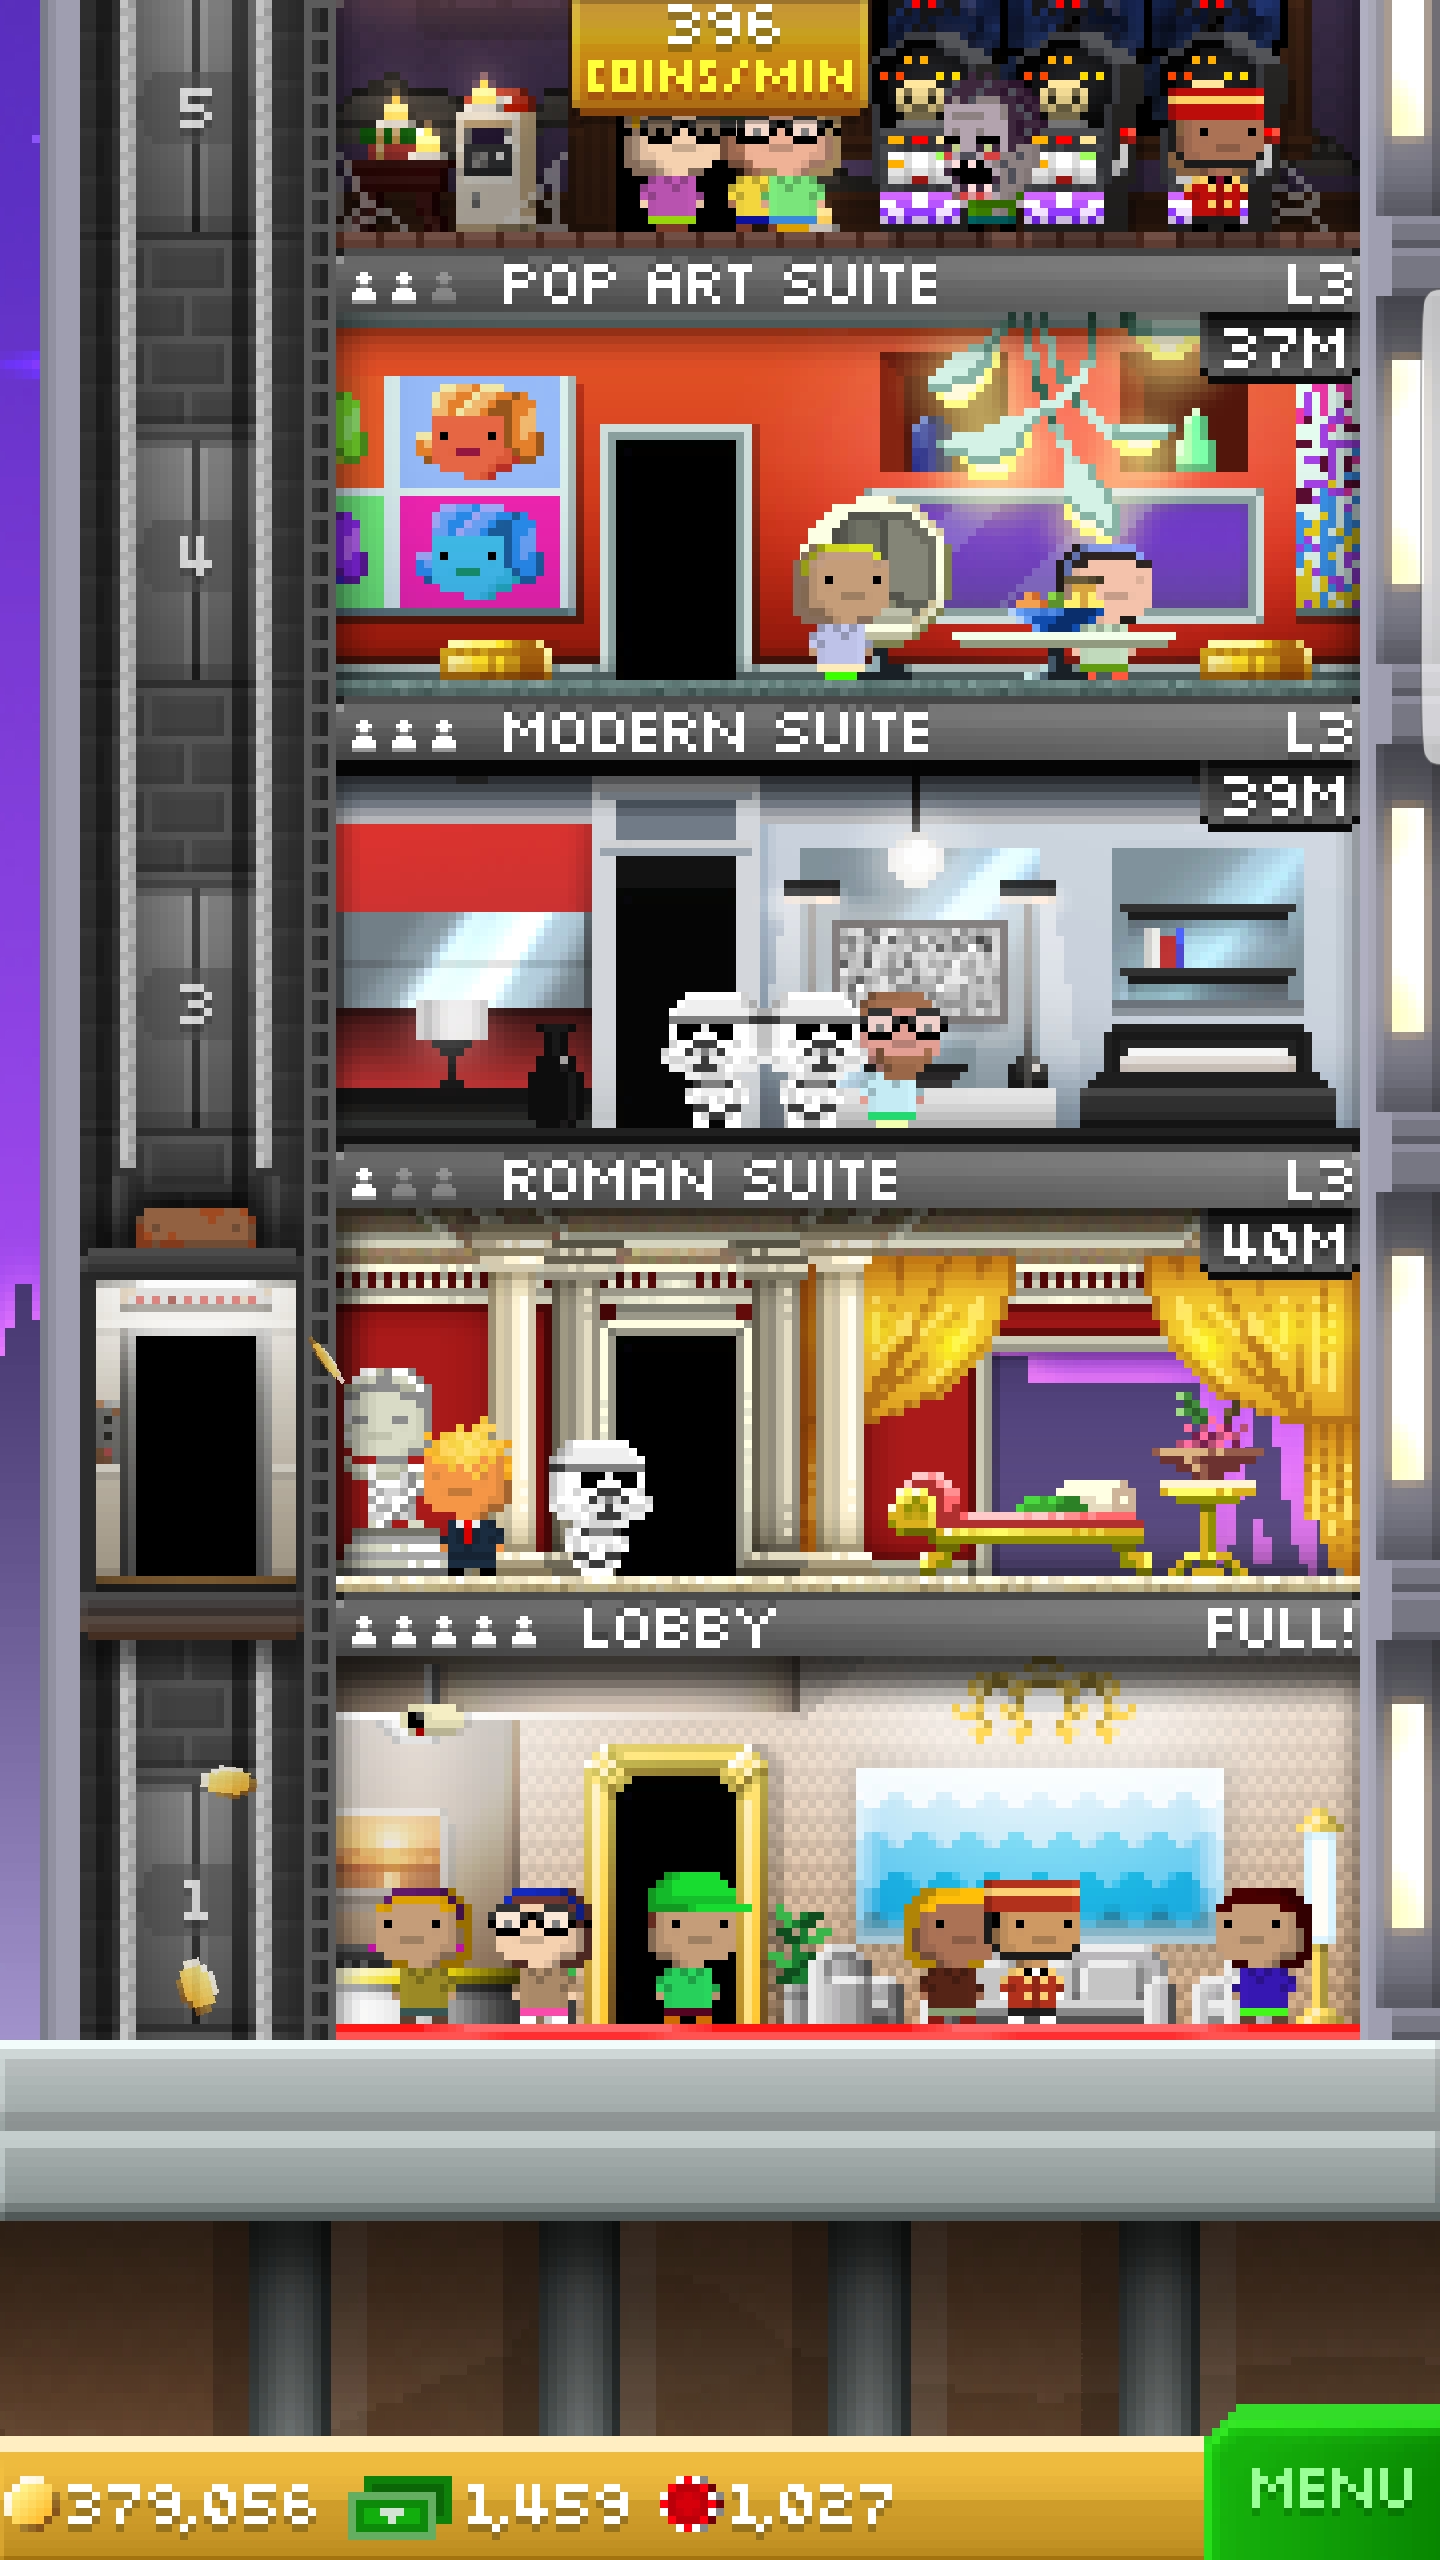 396
COINS/MIN
5
POP ART SUITE L3
37M
4
MODERN SUITE L3
39M
3
ROMAN SUITE L3
40M
LOBBY FULL!
1
379,056 1,459 1,027
MENU